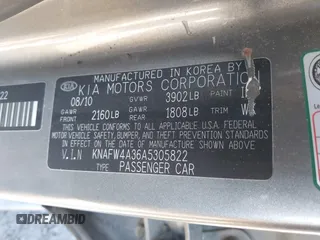 MANUFACTURED IN KOREA BY
KIA MOTORS CORPORATION
08/10 GVWR 3902LB PAINT
GAWR FRONT 2160LB GAWR REAR 1808LB TRIM
THIS VEHICLE CONFORMS TO ALL APPLICABLE FEDERAL
MOTOR VEHICLE SAFETY, BUMPER, AND THEFT PREVENTION
STANDARDS IN EFFECT ON THE DATE OF MANUFACTURE
SHOWN ABOVE.
V.I.N KNAFW4A36A5305822
TYPE: PASSENGER CAR
22
DREAMBID